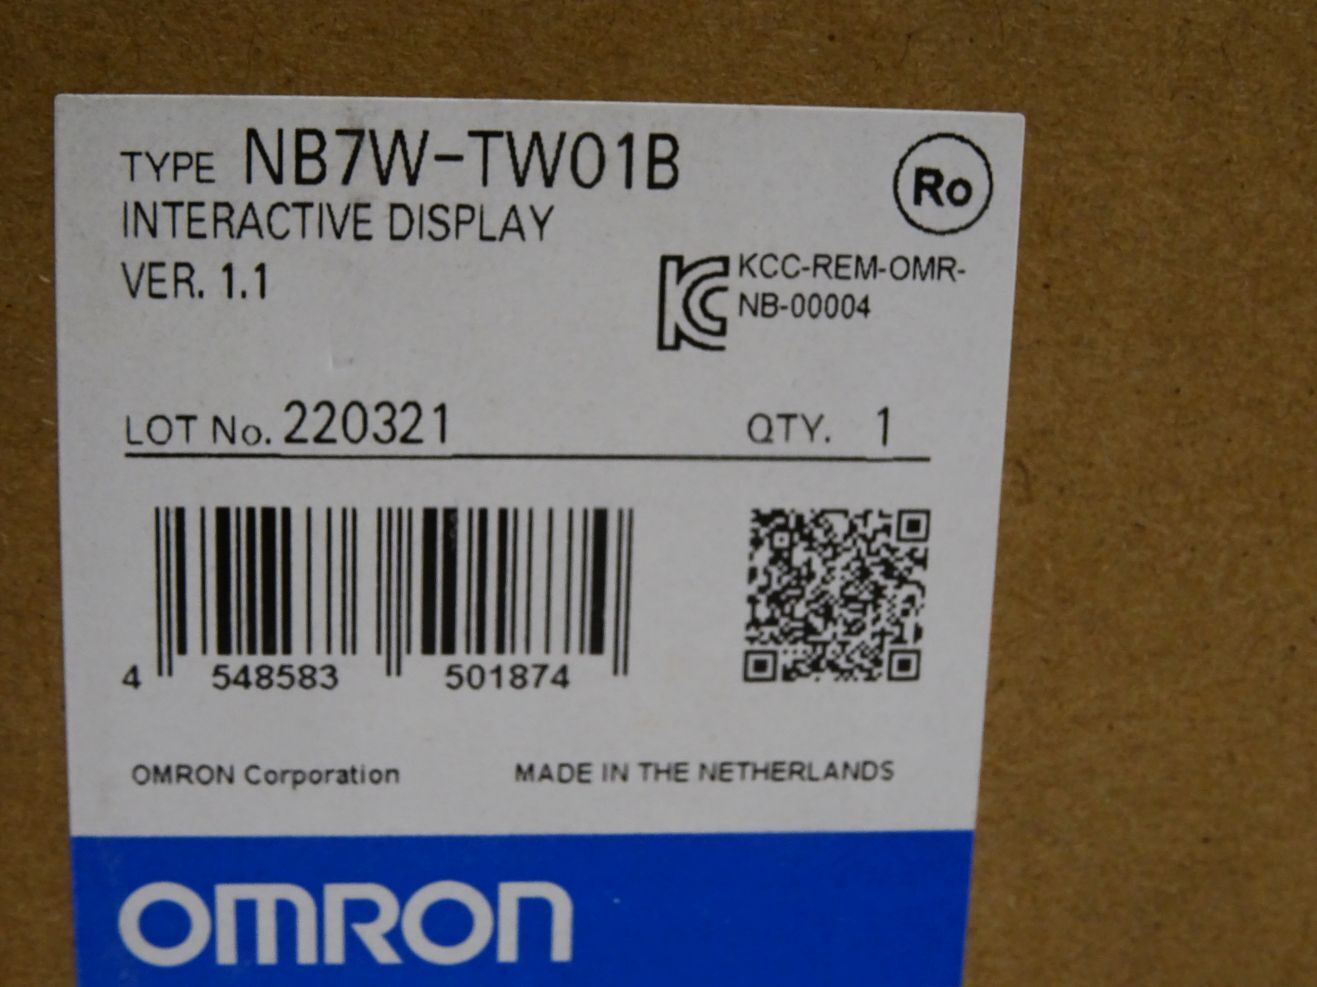 TYPE NB7W-TW01B
INTERACTIVE DISPLAY
VER. 1.1
Ro
KC KCC-REM-OMR-
NB-00004
LOT No. 220321 QTY. 1
4 548583 501874
OMRON Corporation MADE IN THE NETHERLANDS
OMRON